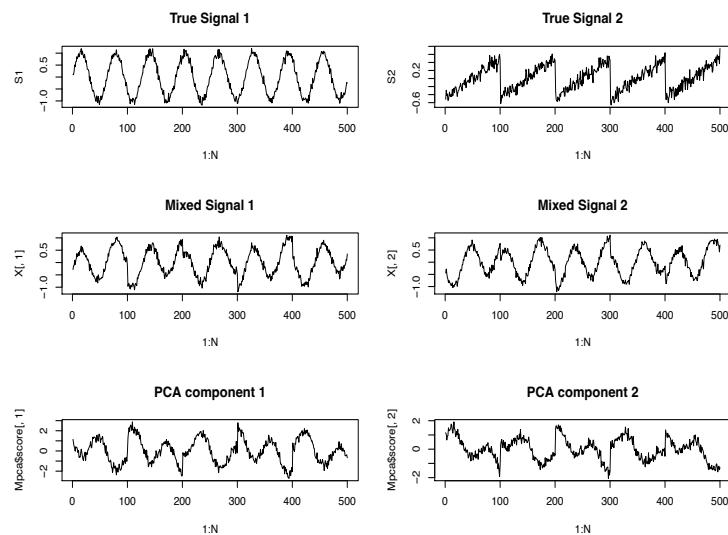 True Signal 1
S1
0.5
−1.0
0 100 200 300 400 500
1:N
True Signal 2
S2
0.2
−0.6
0 100 200 300 400 500
1:N
Mixed Signal 1
X[, 1]
0.5
−1.0
0 100 200 300 400 500
1:N
Mixed Signal 2
X[, 2]
0.5
−1.0
0 100 200 300 400 500
1:N
PCA component 1
Mpca$score[, 1]
2
0
−2
0 100 200 300 400 500
1:N
PCA component 2
Mpca$score[, 2]
2
0
−2
0 100 200 300 400 500
1:N